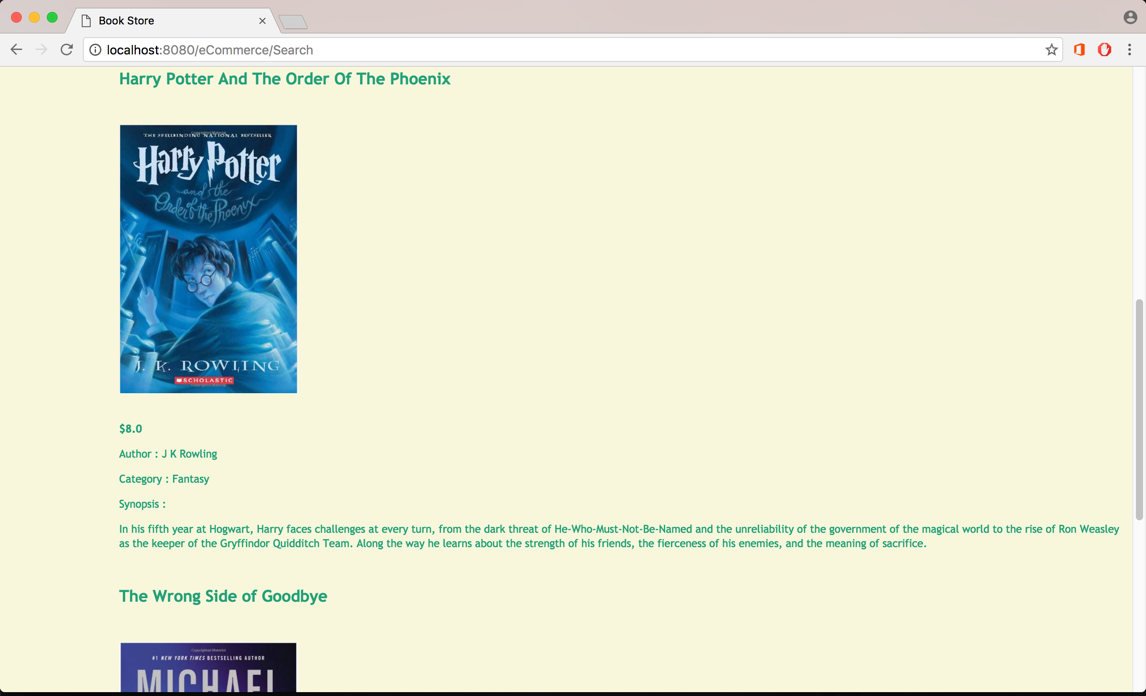 Book Store
localhost:8080/eCommerce/Search
Harry Potter And The Order Of The Phoenix
THE SPELLBINDING NATIONAL BESTSELLER
Harry Potter
and the
Order of the Phoenix
J. K. ROWLING
SCHOLASTIC
$8.0
Author : J K Rowling
Category : Fantasy
Synopsis :
In his fifth year at Hogwart, Harry faces challenges at every turn, from the dark threat of He-Who-Must-Not-Be-Named and the unreliability of the government of the magical world to the rise of Ron Weasley
as the keeper of the Gryffindor Quidditch Team. Along the way he learns about the strength of his friends, the fierceness of his enemies, and the meaning of sacrifice.
The Wrong Side of Goodbye
#1 NEW YORK TIMES BESTSELLING AUTHOR
MICHAEL